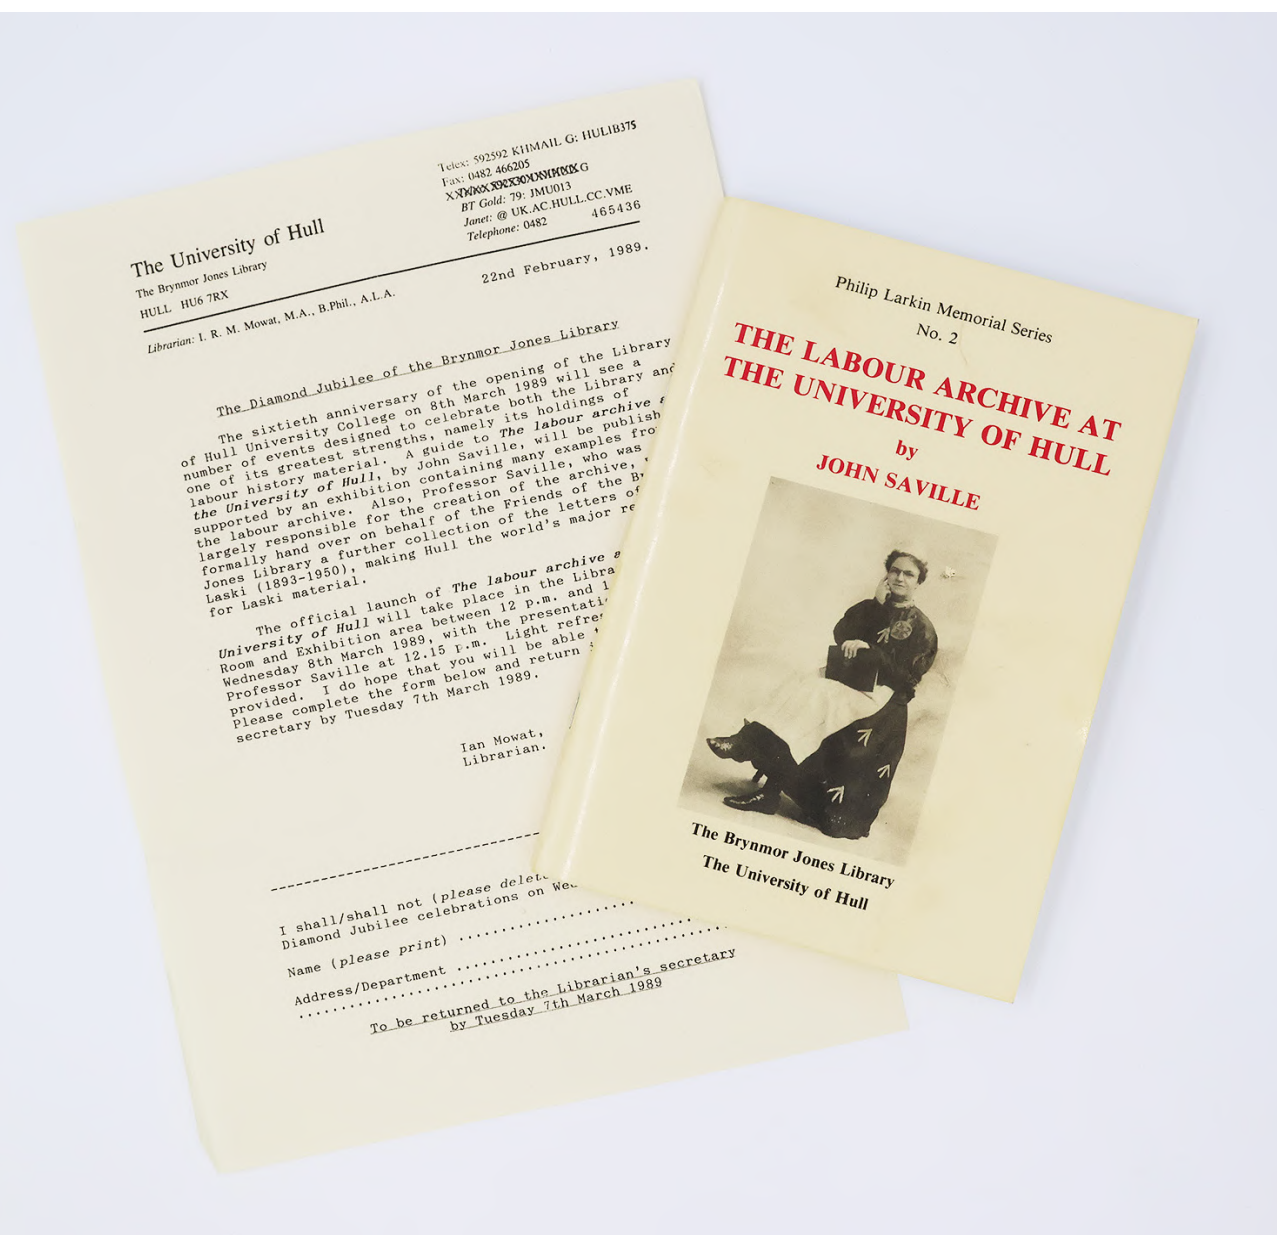 Telex: 592592 KHMAIL G; HULIB375
Fax: 0482 466205
BT Gold: 79: JMU013
Janet: @ UK.AC.HULL.CC.VME
Telephone: 0482 465436
The University of Hull
The Brynmor Jones Library
HULL HU6 7RX
Librarian: I. R. M. Mowat, M.A., B.Phil., A.L.A.
22nd February, 1989.
The Diamond Jubilee of the Brynmor Jones Library
The sixtieth anniversary of the opening of the Library
of Hull University College on 8th March 1989 will see a
number of events designed to celebrate both the Library and
one of its greatest strengths, namely its holdings of
labour history material. A guide to The labour archive
the University of Hull, by John Saville, will be
supported by an exhibition containing many examples
the labour archive. Also, Professor Saville, who was
largely responsible for the creation of the archive,
formally hand over on behalf of the Friends of the
Jones Library a further collection of the letters of
Laski (1893-1950), making Hull the world's major
for Laski material.
The official launch of The labour archive
University of Hull will take place in the
Room and Exhibition area between 12 p.m. and
Wednesday 8th March 1989, with the
Professor Saville at 12.15 p.m. Light
provided. I do hope that you will be able
Please complete the form below and return
secretary by Tuesday 7th March 1989.
Ian Mowat,
Librarian.
I shall/shall not (please
Diamond Jubilee celebrations on
Name (please print) ..............................
Address/Department ..............................
To be returned to the Librarian's secretary
by Tuesday 7th March 1989
Philip Larkin Memorial Series
No. 2
THE LABOUR ARCHIVE AT
THE UNIVERSITY OF HULL
by
JOHN SAVILLE
The Brynmor Jones Library
The University of Hull